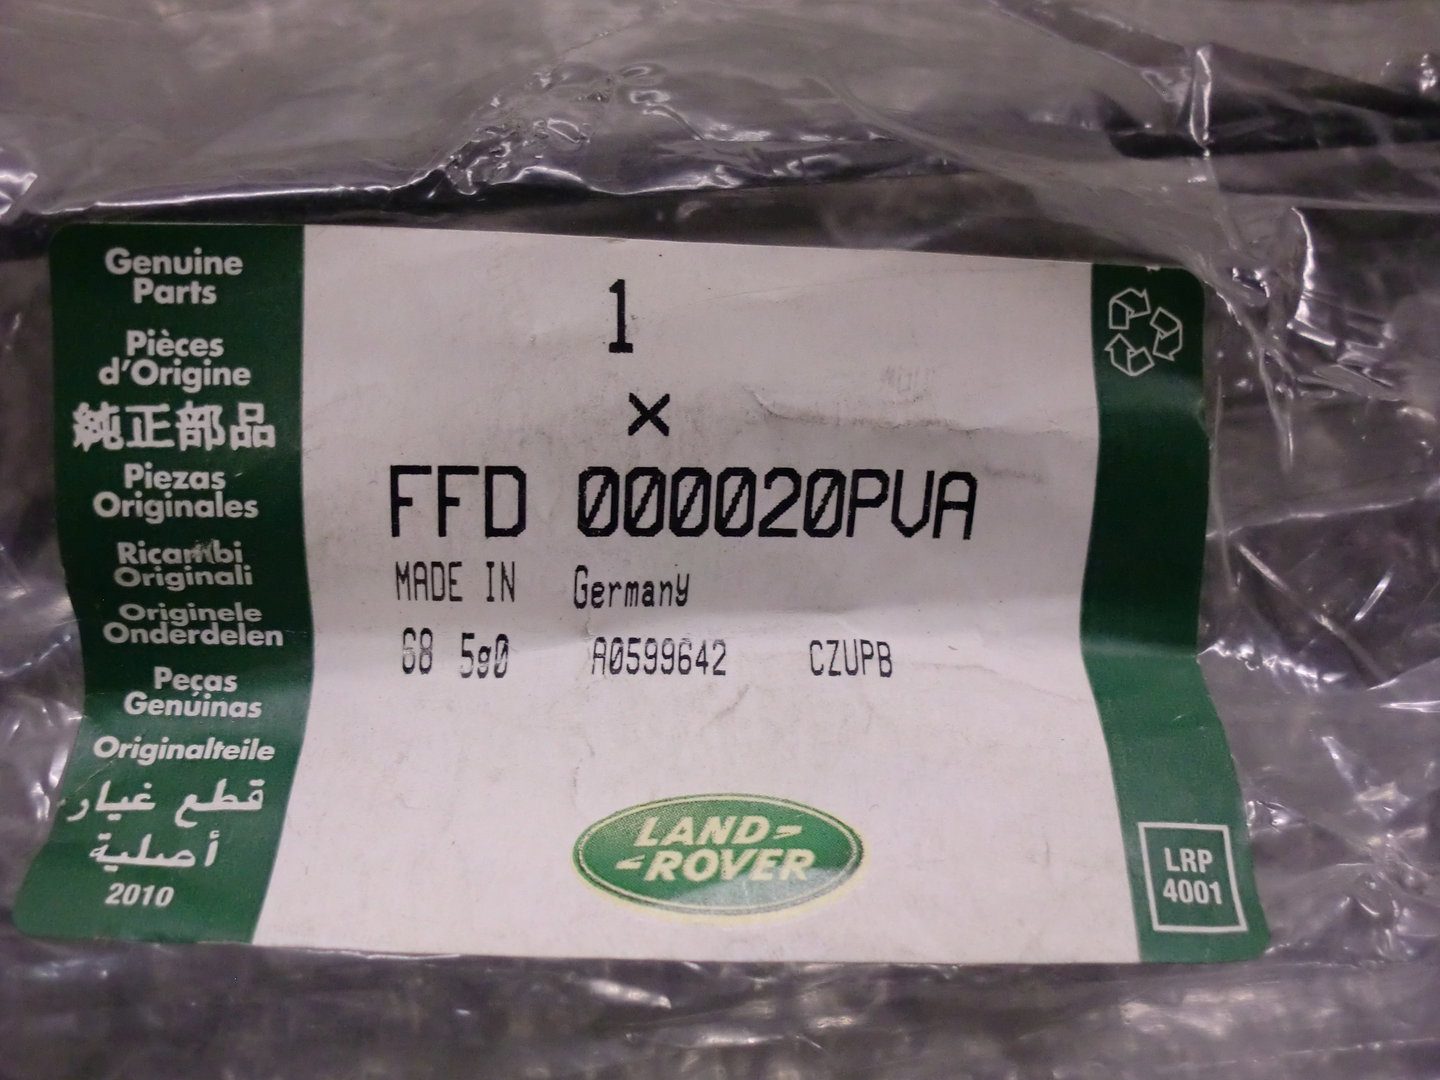 Genuine
Parts
Pièces
d'Origine
純正部品
Piezas
Originales
Ricambi
Originali
Originele
Onderdelen
Peças
Genuinas
Originalteile
قطع غيار
أصلية
2010
1
×
FFD 000020PVA
MADE IN Germany
68 5g0 A0599642 CZUPB
LAND-
-ROVER
LRP
4001